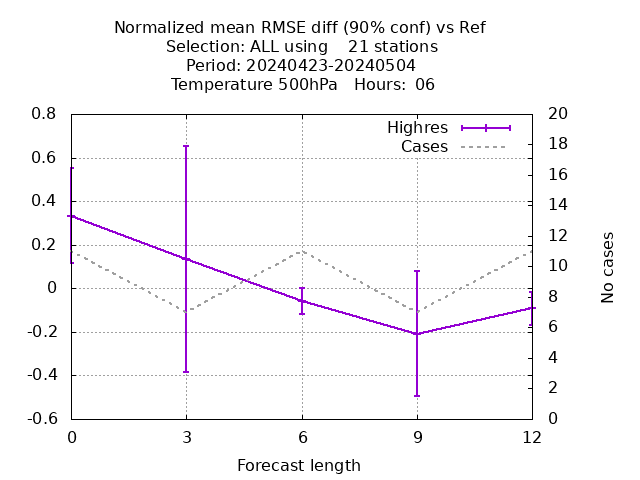 Normalized mean RMSE diff (90% conf) vs Ref
Selection: ALL using    21 stations
Period: 20240423-20240504
Temperature 500hPa   Hours:  06
Highres
Cases
0.8
0.6
0.4
0.2
0
-0.2
-0.4
-0.6
20
18
16
14
12
10
8
6
4
2
0
No cases
0 3 6 9 12
Forecast length